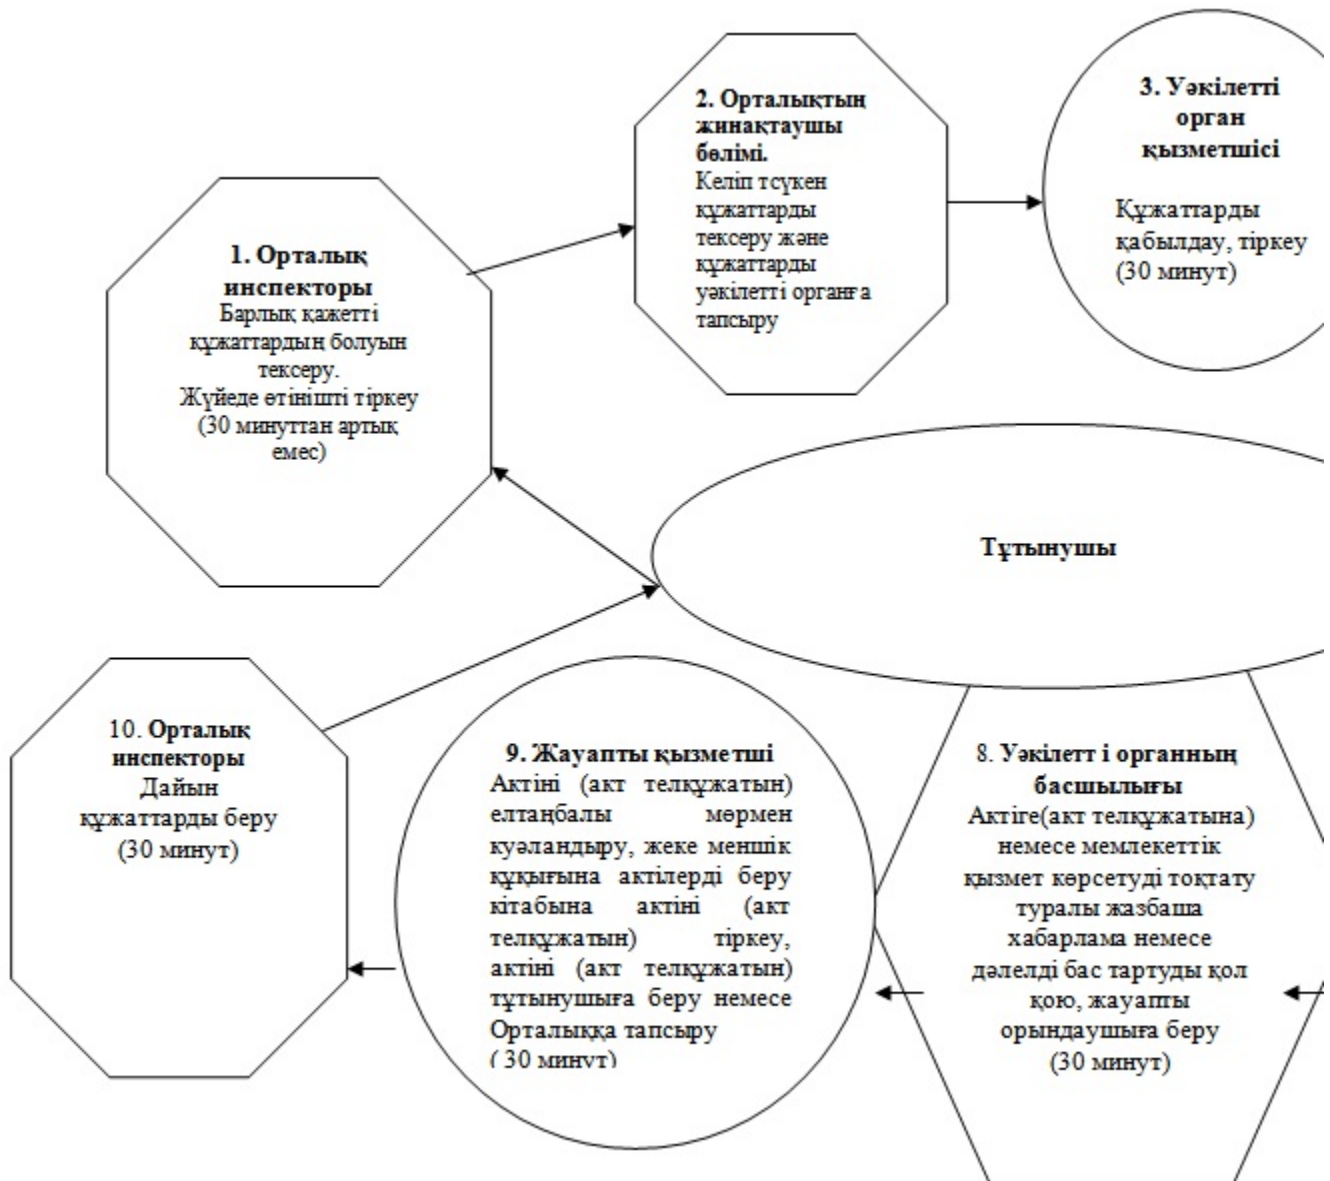 1. Орталық
инспекторы
Барлық қажетті
құжаттардың болуын
тексеру.
Жүйеде өтінішті тіркеу
(30 минуттан артық
емес)
2. Орталықтың
жинақтаушы
бөлімі.
Келіп тсүкен
құжаттарды
тексеру және
құжаттарды
уәкілетті органға
тапсыру
3. Уәкілетті
орган
қызметшісі
Құжаттарды
қабылдау, тіркеу
(30 минут)
Тұтынушы
10. Орталық
инспекторы
Дайын
құжаттарды беру
(30 минут)
9. Жауапты қызметші
Актіні (акт телқұжатын)
елтаңбалы мөрмен
куәландыру, жеке меншік
құқығына актілерді беру
кітабына актіні (акт
телқұжатын) тіркеу,
актіні (акт телқұжатын)
тұтынушыға беру немесе
Орталыққа тапсыру
( 30 минут)
8. Уәкілетт і органның
басшылығы
Актіге(акт телқұжатына)
немесе мемлекеттік
қызмет көрсетуді тоқтату
туралы жазбаша
хабарлама немесе
дәлелді бас тартуды қол
қою, жауапты
орындаушыға беру
(30 минут)